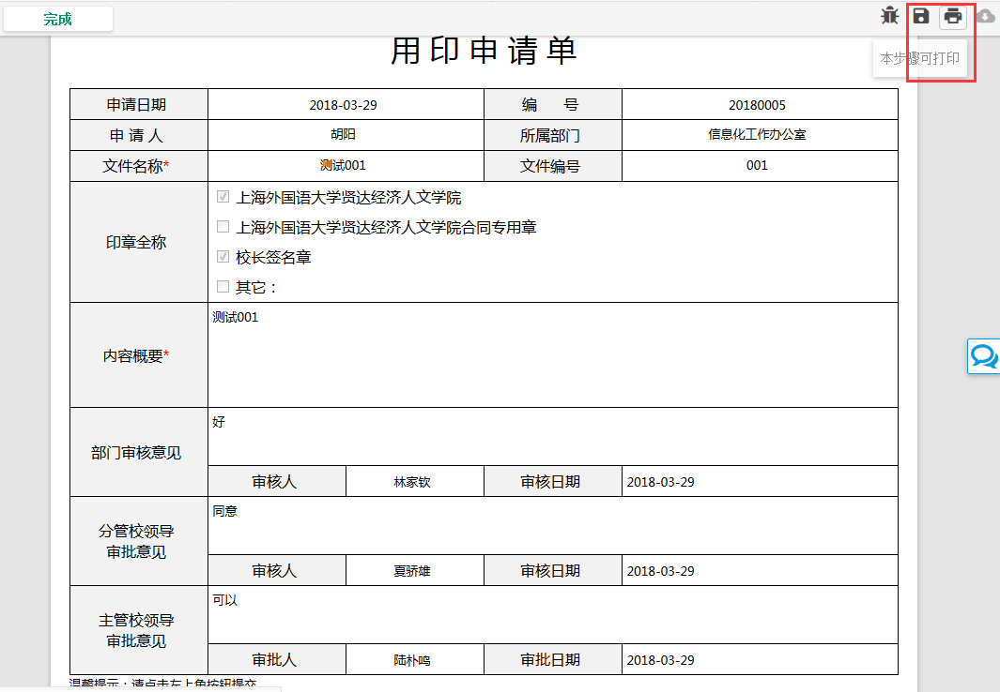 完成
本步骤可打印
用印申请单
申请日期 2018-03-29 编 号 20180005
申 请 人 胡阳 所属部门 信息化工作办公室
文件名称* 测试001 文件编号 001
印章全称
上海外国语大学贤达经济人文学院
上海外国语大学贤达经济人文学院合同专用章
校长签名章
其它：
内容概要*
测试001
部门审核意见
好
审核人 林家钦 审核日期 2018-03-29
分管校领导
审批意见
同意
审核人 夏骄雄 审核日期 2018-03-29
主管校领导
审批意见
可以
审批人 陆朴鸣 审批日期 2018-03-29
温馨提示：请点击左上角按钮提交